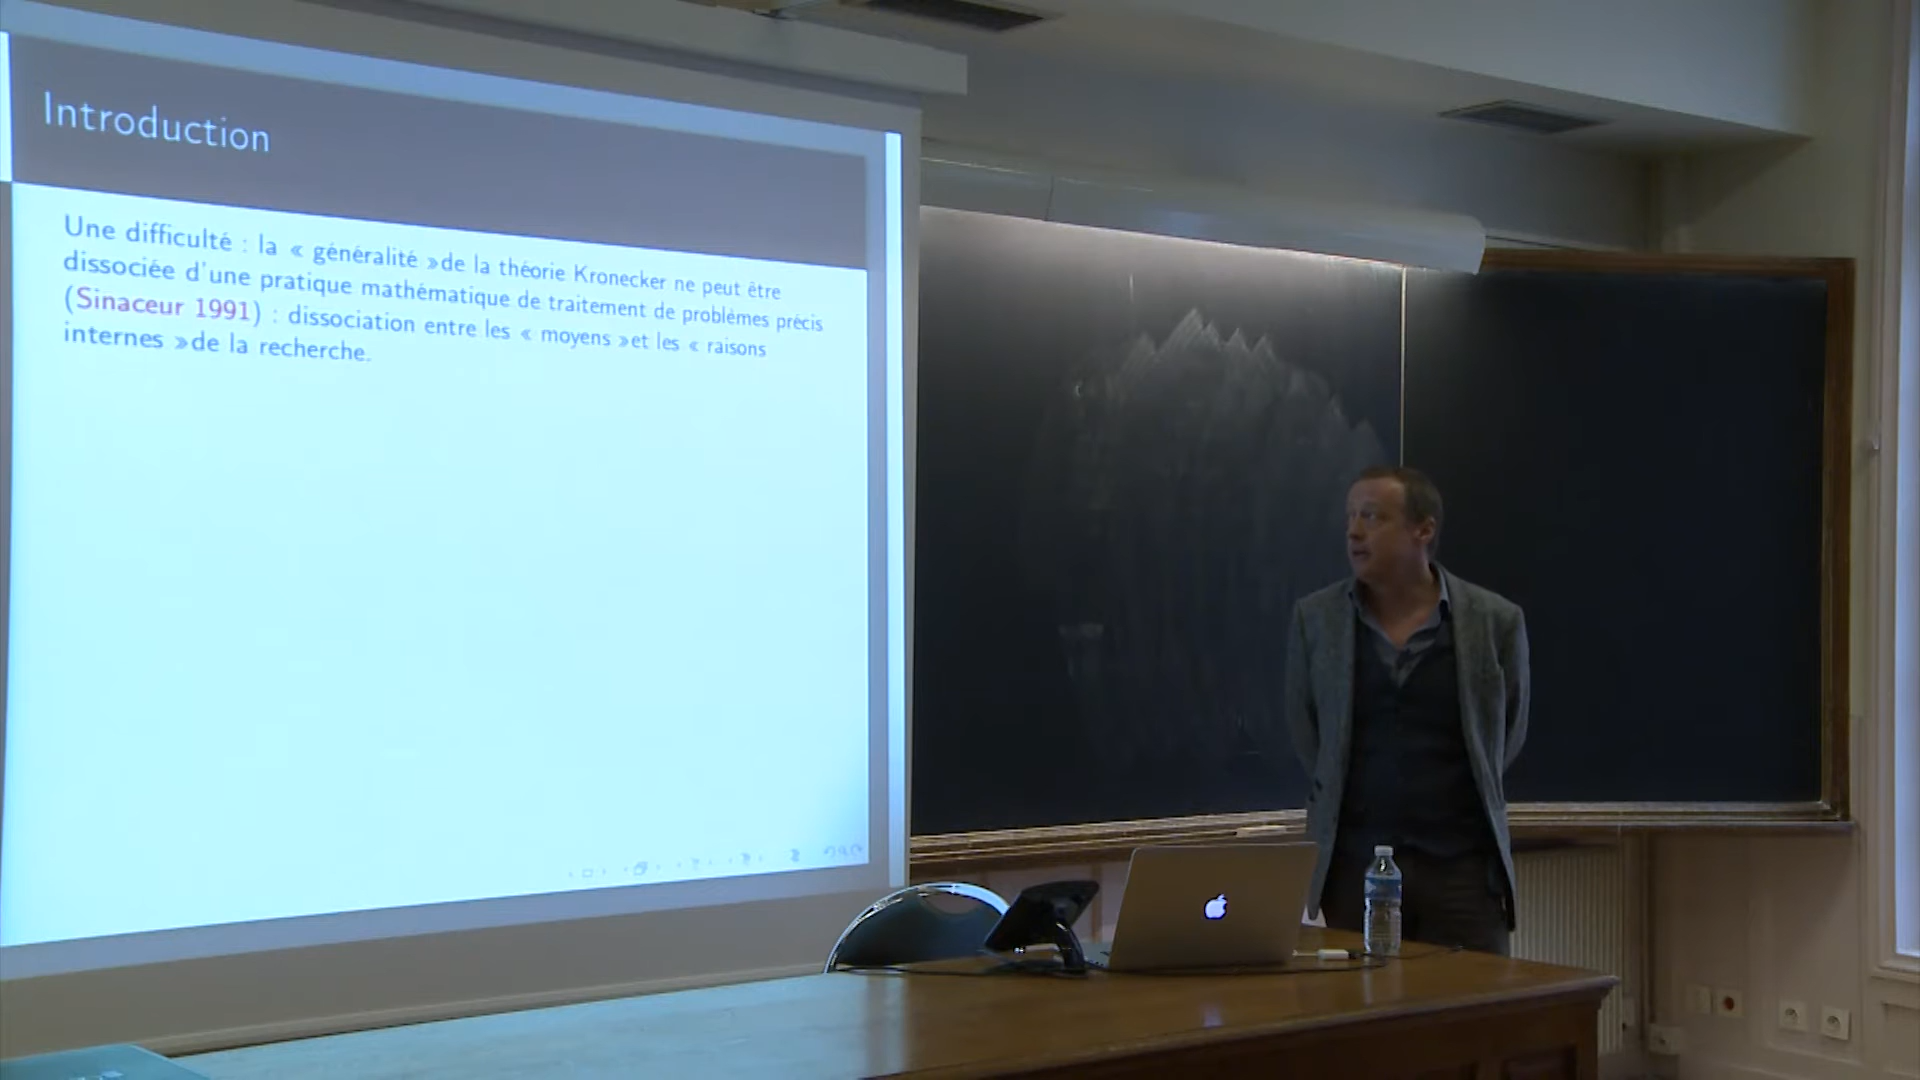 Introduction
Une difficulté : la « généralité »de la théorie Kronecker ne peut être
dissociée d'une pratique mathématique de traitement de problèmes précis
(Sinaceur 1991) : dissociation entre les « moyens »et les « raisons
internes »de la recherche.